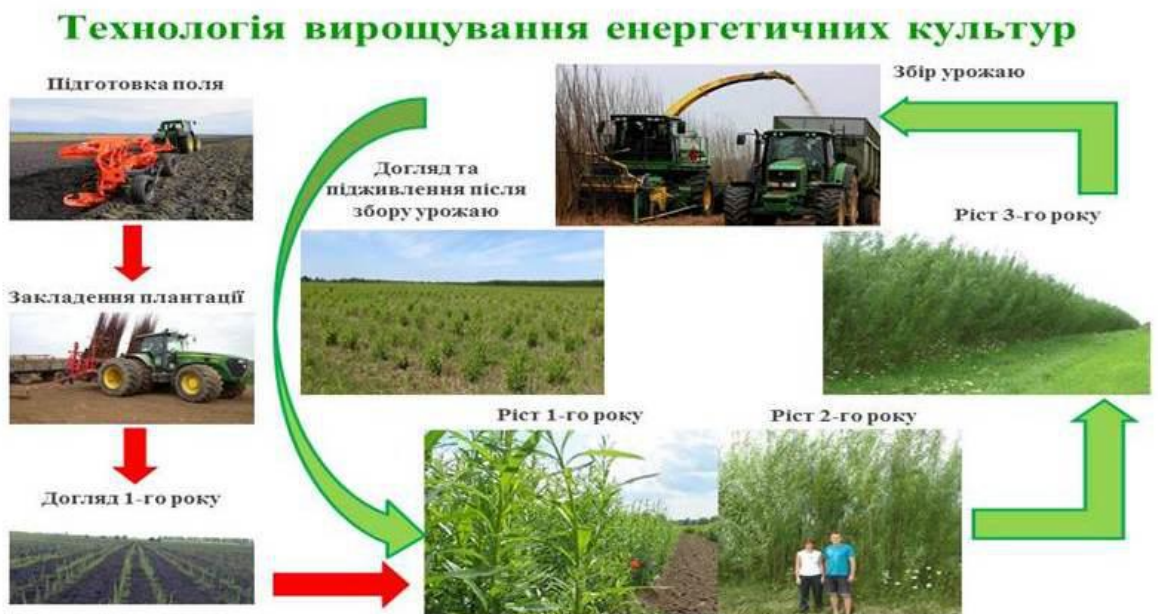 Технологія вирощування енергетичних культур
Підготовка поля
Закладення плантації
Догляд 1-го року
Догляд та
підживлення після
збору урожаю
Ріст 1-го року
Ріст 2-го року
Ріст 3-го року
Збір урожаю